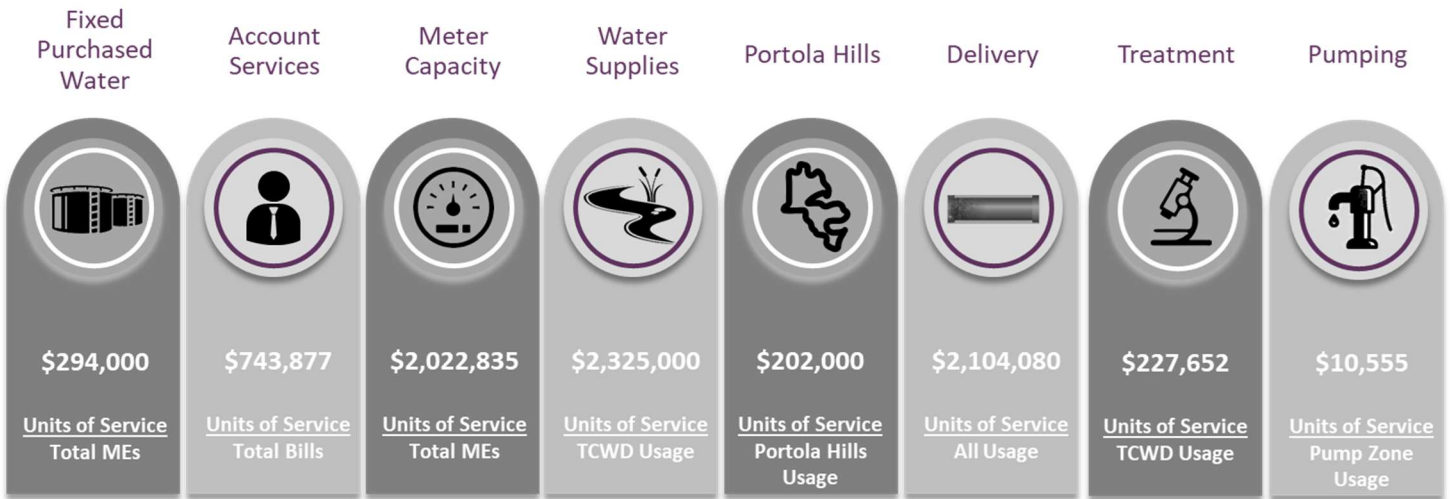 Fixed
Purchased
Water
Account
Services
Meter
Capacity
Water
Supplies
Portola Hills
Delivery
Treatment
Pumping
$294,000
Units of Service
Total MEs
$743,877
Units of Service
Total Bills
$2,022,835
Units of Service
Total MEs
$2,325,000
Units of Service
TCWD Usage
$202,000
Units of Service
Portola Hills
Usage
$2,104,080
Units of Service
All Usage
$227,652
Units of Service
TCWD Usage
$10,555
Units of Service
Pump Zone
Usage